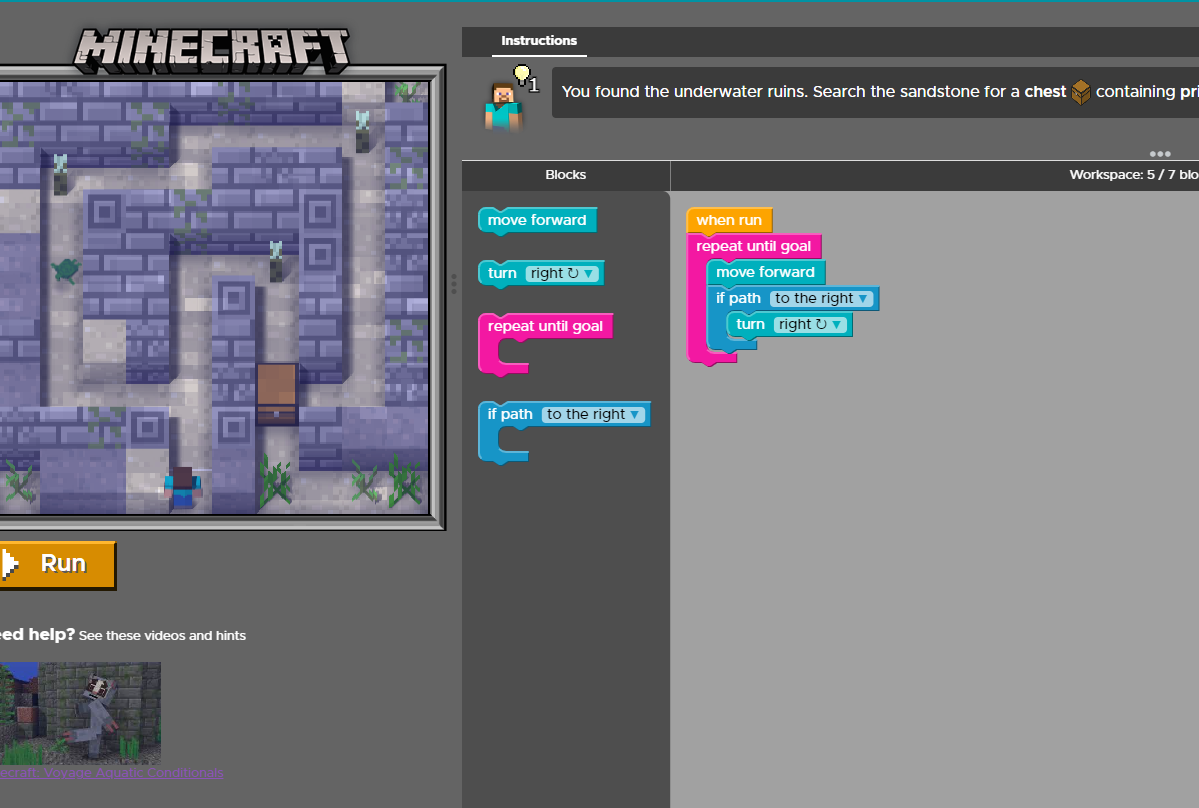 MINECRAFT
Instructions
1
You found the underwater ruins. Search the sandstone for a chest containing pri
Blocks
Workspace: 5 / 7 blo
move forward
turn right ↻ ▼
repeat until goal
if path to the right ▼
when run
repeat until goal
move forward
if path to the right ▼
turn right ↻ ▼
Run
eed help? See these videos and hints
ecraft: Voyage Aquatic Conditionals